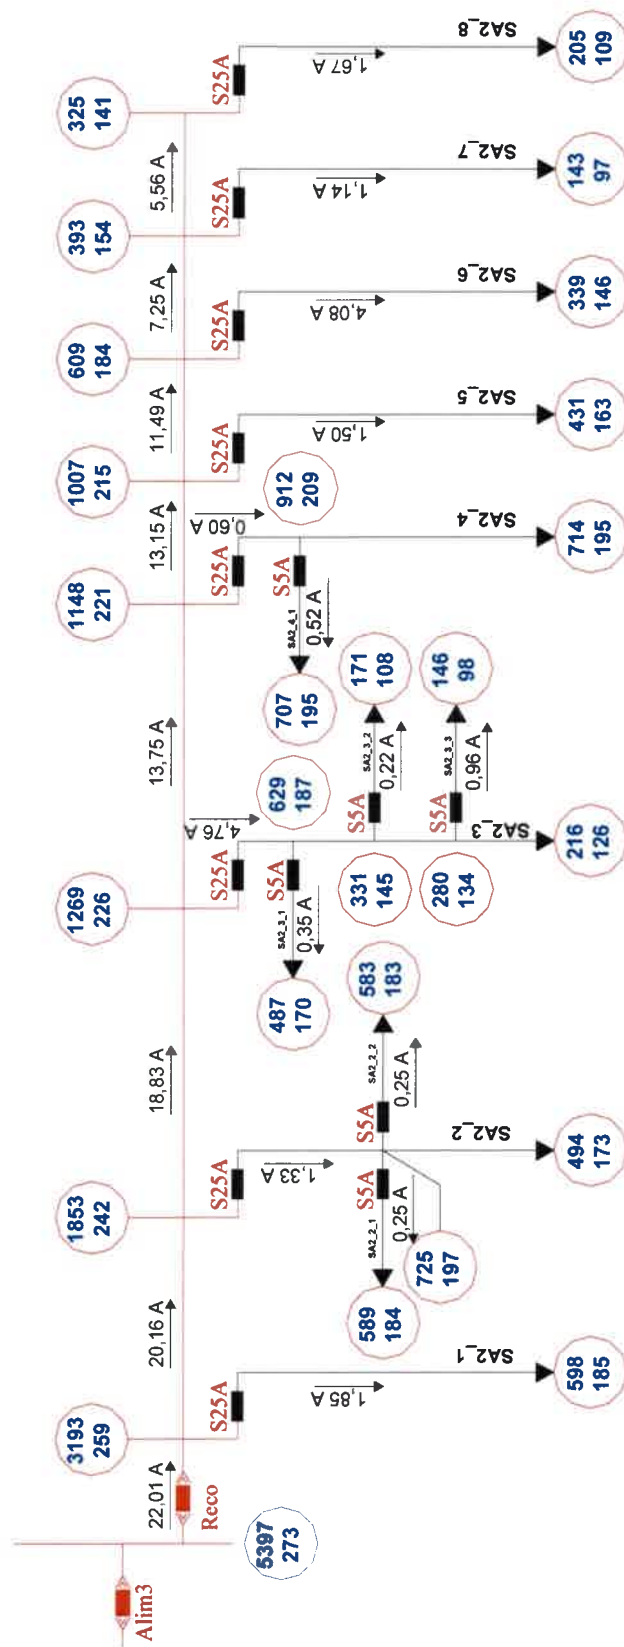 Alim3
5397
273
Reco
22,01 A
3193
259
S25A
1,85 A
SA2_1
598
185
20,16 A
1853
242
S25A
1,33 A
S5A
SA2_2_1
0,25 A
589
184
725
197
S5A
SA2_2_2
0,25 A
583
183
SA2_2
494
173
18,83 A
1269
226
S25A
4,76 A
629
187
S5A
SA2_3_1
0,35 A
487
170
331
145
S5A
SA2_3_2
0,22 A
171
108
280
134
S5A
SA2_3_3
0,96 A
146
98
SA2_3
216
126
13,75 A
1148
221
S25A
0,60 A
912
209
S5A
SA2_4_1
0,52 A
707
195
SA2_4
714
195
13,15 A
1007
215
S25A
1,50 A
SA2_5
431
163
11,49 A
609
184
S25A
4,08 A
SA2_6
339
146
7,25 A
393
154
S25A
1,14 A
SA2_7
143
97
5,56 A
325
141
S25A
1,67 A
SA2_8
205
109